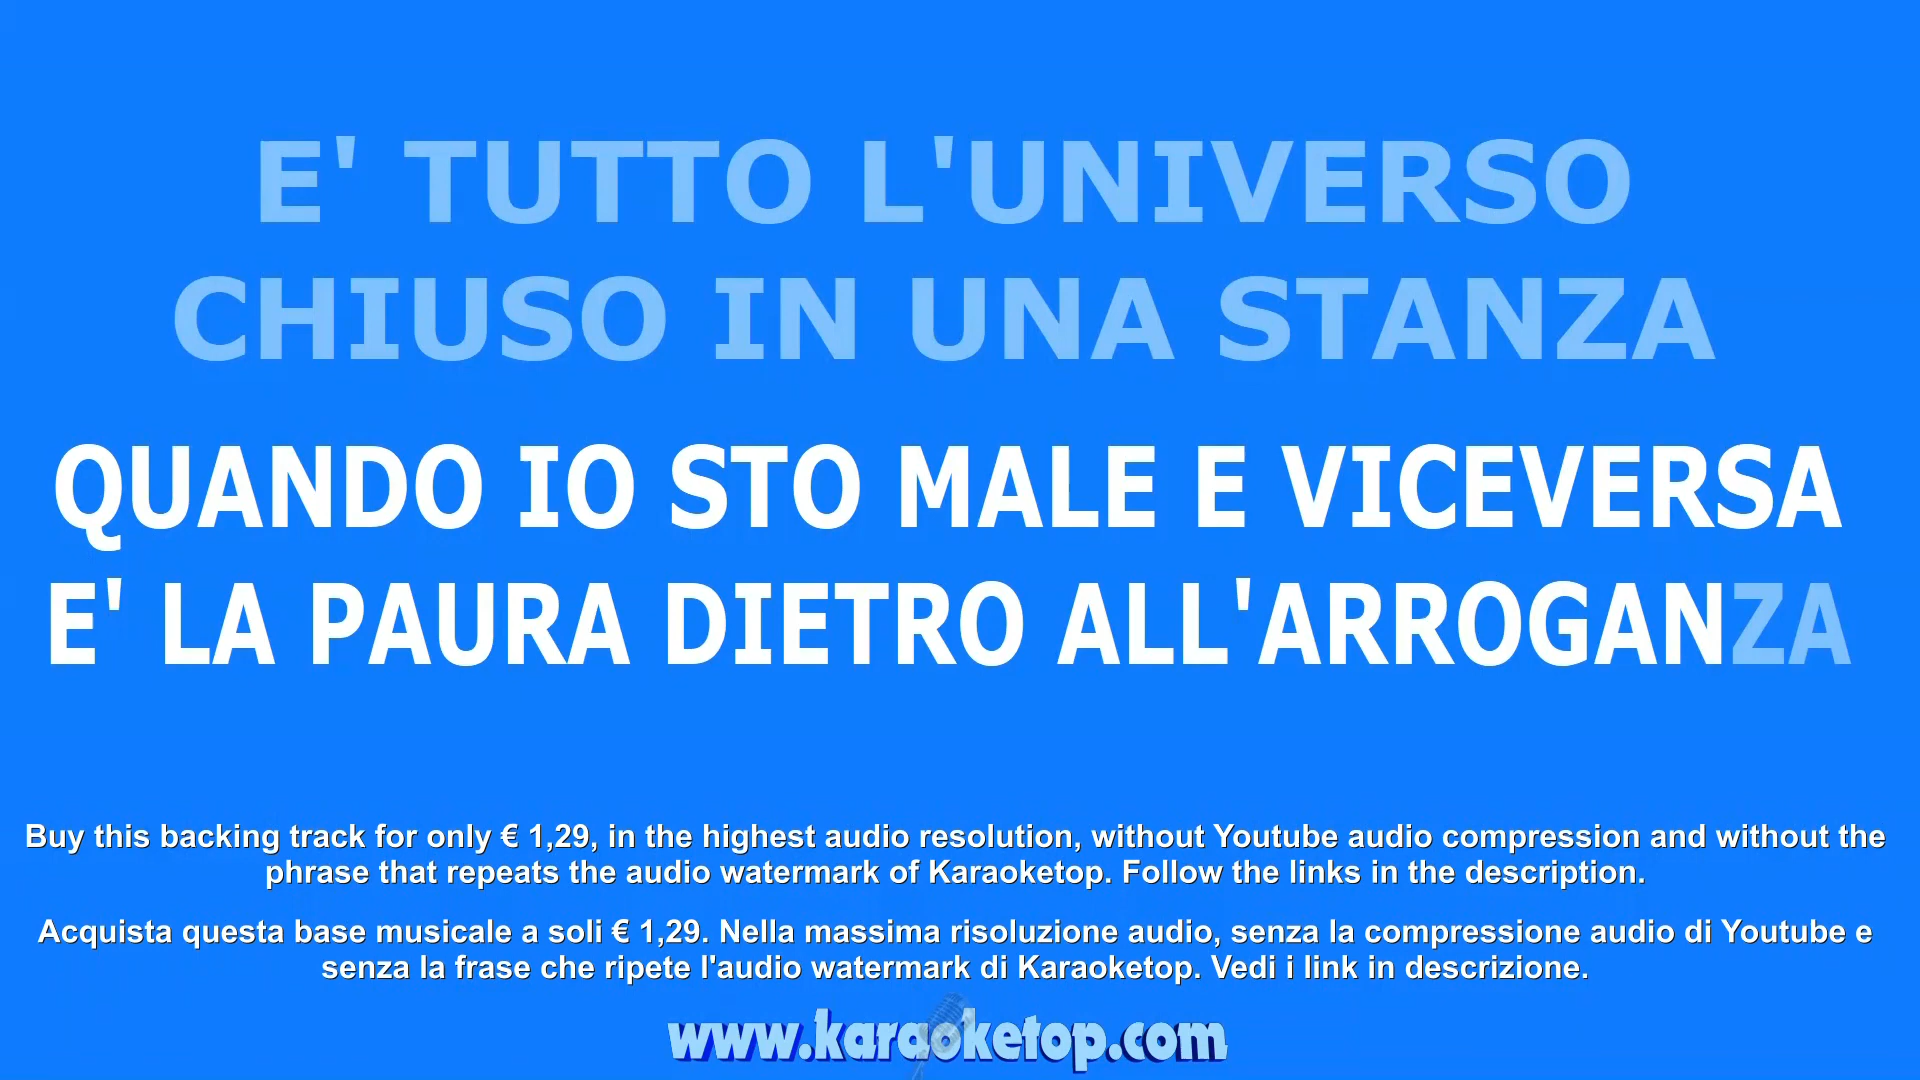 E' TUTTO L'UNIVERSO
CHIUSO IN UNA STANZA
QUANDO IO STO MALE E VICEVERSA
E' LA PAURA DIETRO ALL'ARROGANZA
Buy this backing track for only € 1,29, in the highest audio resolution, without Youtube audio compression and without the
phrase that repeats the audio watermark of Karaoketop. Follow the links in the description.
Acquista questa base musicale a soli € 1,29. Nella massima risoluzione audio, senza la compressione audio di Youtube e
senza la frase che ripete l'audio watermark di Karaoketop. Vedi i link in descrizione.
www.karaoketop.com